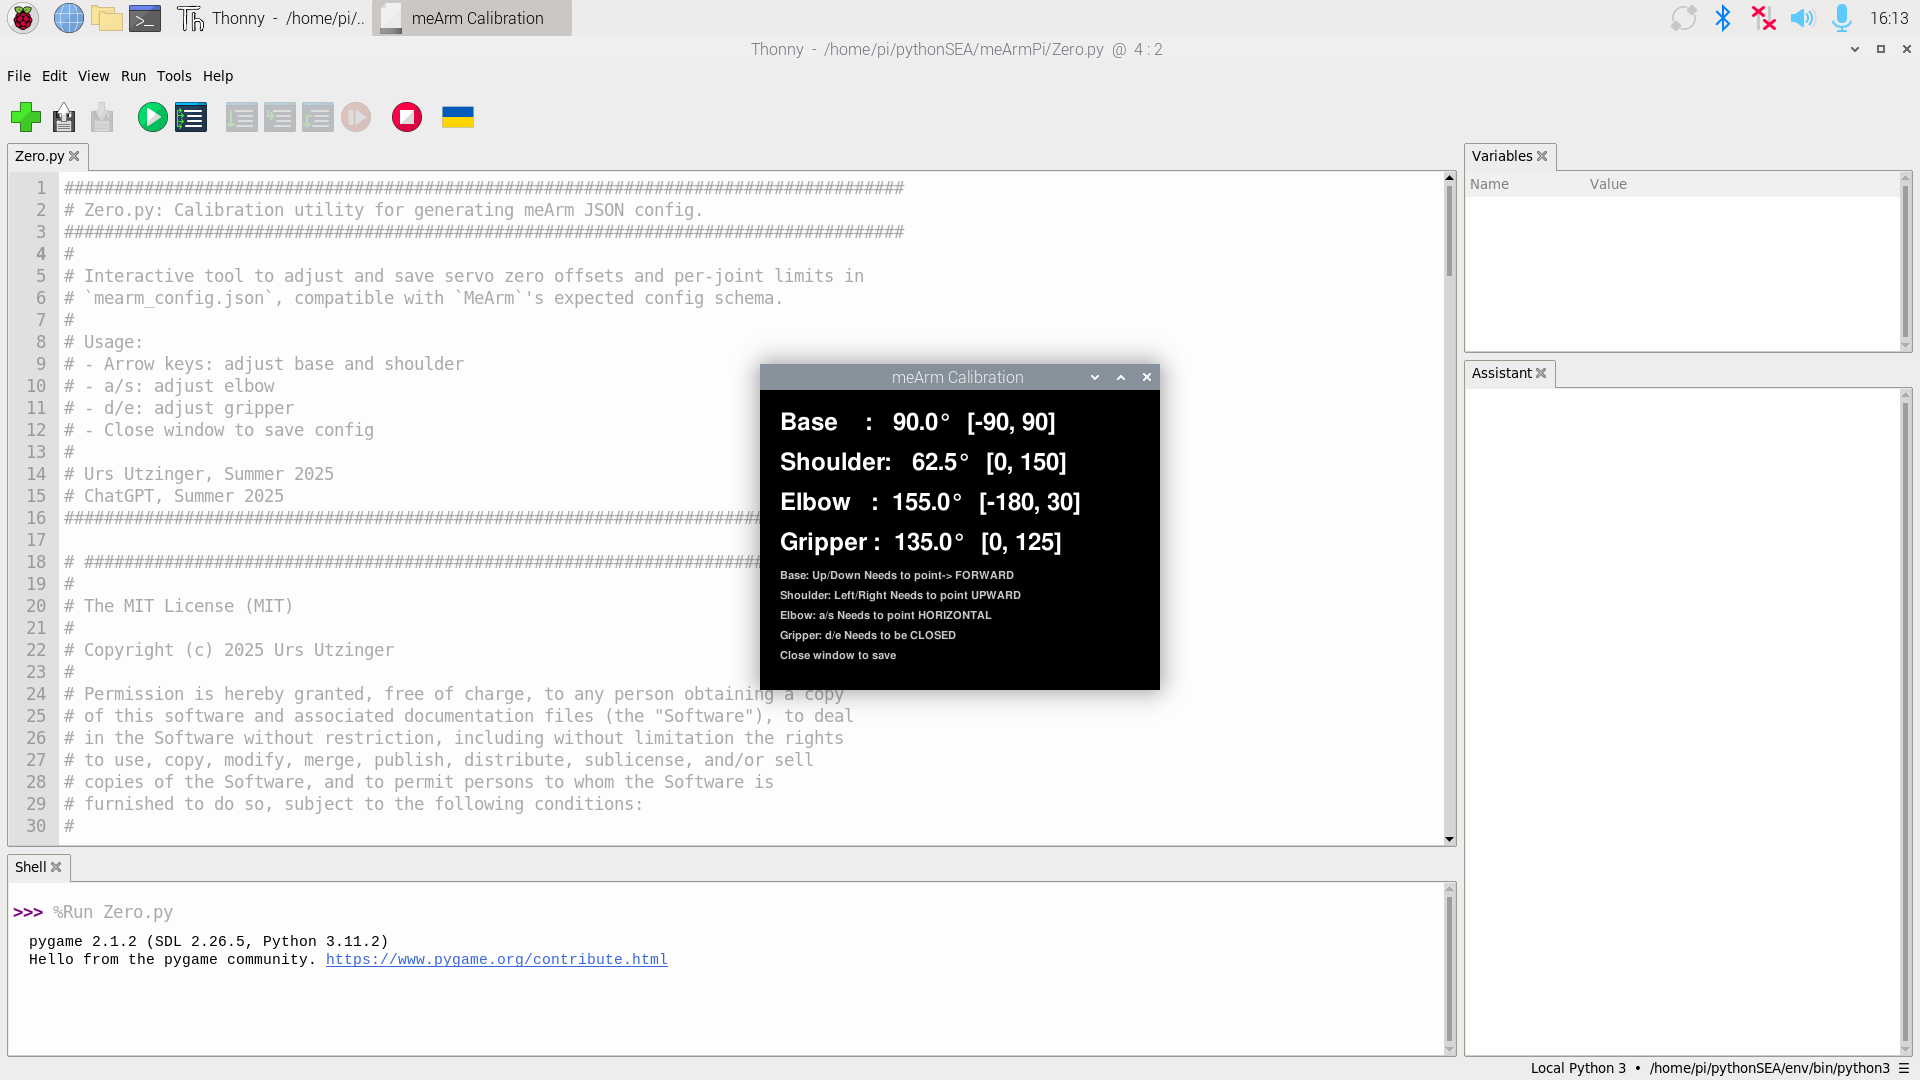 Thonny - /home/pi/..
meArm Calibration
16:13
Thonny - /home/pi/pythonSEA/meArmPi/Zero.py @ 4 : 2
File Edit View Run Tools Help
Zero.py
1 ####################################################################################
2 # Zero.py: Calibration utility for generating meArm JSON config.
3 ####################################################################################
4 #
5 # Interactive tool to adjust and save servo zero offsets and per-joint limits in
6 # `mearm_config.json`, compatible with `MeArm`'s expected config schema.
7 #
8 # Usage:
9 # - Arrow keys: adjust base and shoulder
10 # - a/s: adjust elbow
11 # - d/e: adjust gripper
12 # - Close window to save config
13 #
14 # Urs Utzinger, Summer 2025
15 # ChatGPT, Summer 2025
16 ######################################################################
17
18 # ####################################################################
19 #
20 # The MIT License (MIT)
21 #
22 # Copyright (c) 2025 Urs Utzinger
23 #
24 # Permission is hereby granted, free of charge, to any person obtaining a copy
25 # of this software and associated documentation files (the "Software"), to deal
26 # in the Software without restriction, including without limitation the rights
27 # to use, copy, modify, merge, publish, distribute, sublicense, and/or sell
28 # copies of the Software, and to permit persons to whom the Software is
29 # furnished to do so, subject to the following conditions:
30 #
meArm Calibration
Base : 90.0° [-90, 90]
Shoulder: 62.5° [0, 150]
Elbow : 155.0° [-180, 30]
Gripper : 135.0° [0, 125]
Base: Up/Down Needs to point-> FORWARD
Shoulder: Left/Right Needs to point UPWARD
Elbow: a/s Needs to point HORIZONTAL
Gripper: d/e Needs to be CLOSED
Close window to save
Variables
Name Value
Assistant
Shell
>>> %Run Zero.py
pygame 2.1.2 (SDL 2.26.5, Python 3.11.2)
Hello from the pygame community. https://www.pygame.org/contribute.html
Local Python 3 • /home/pi/pythonSEA/env/bin/python3 ☰